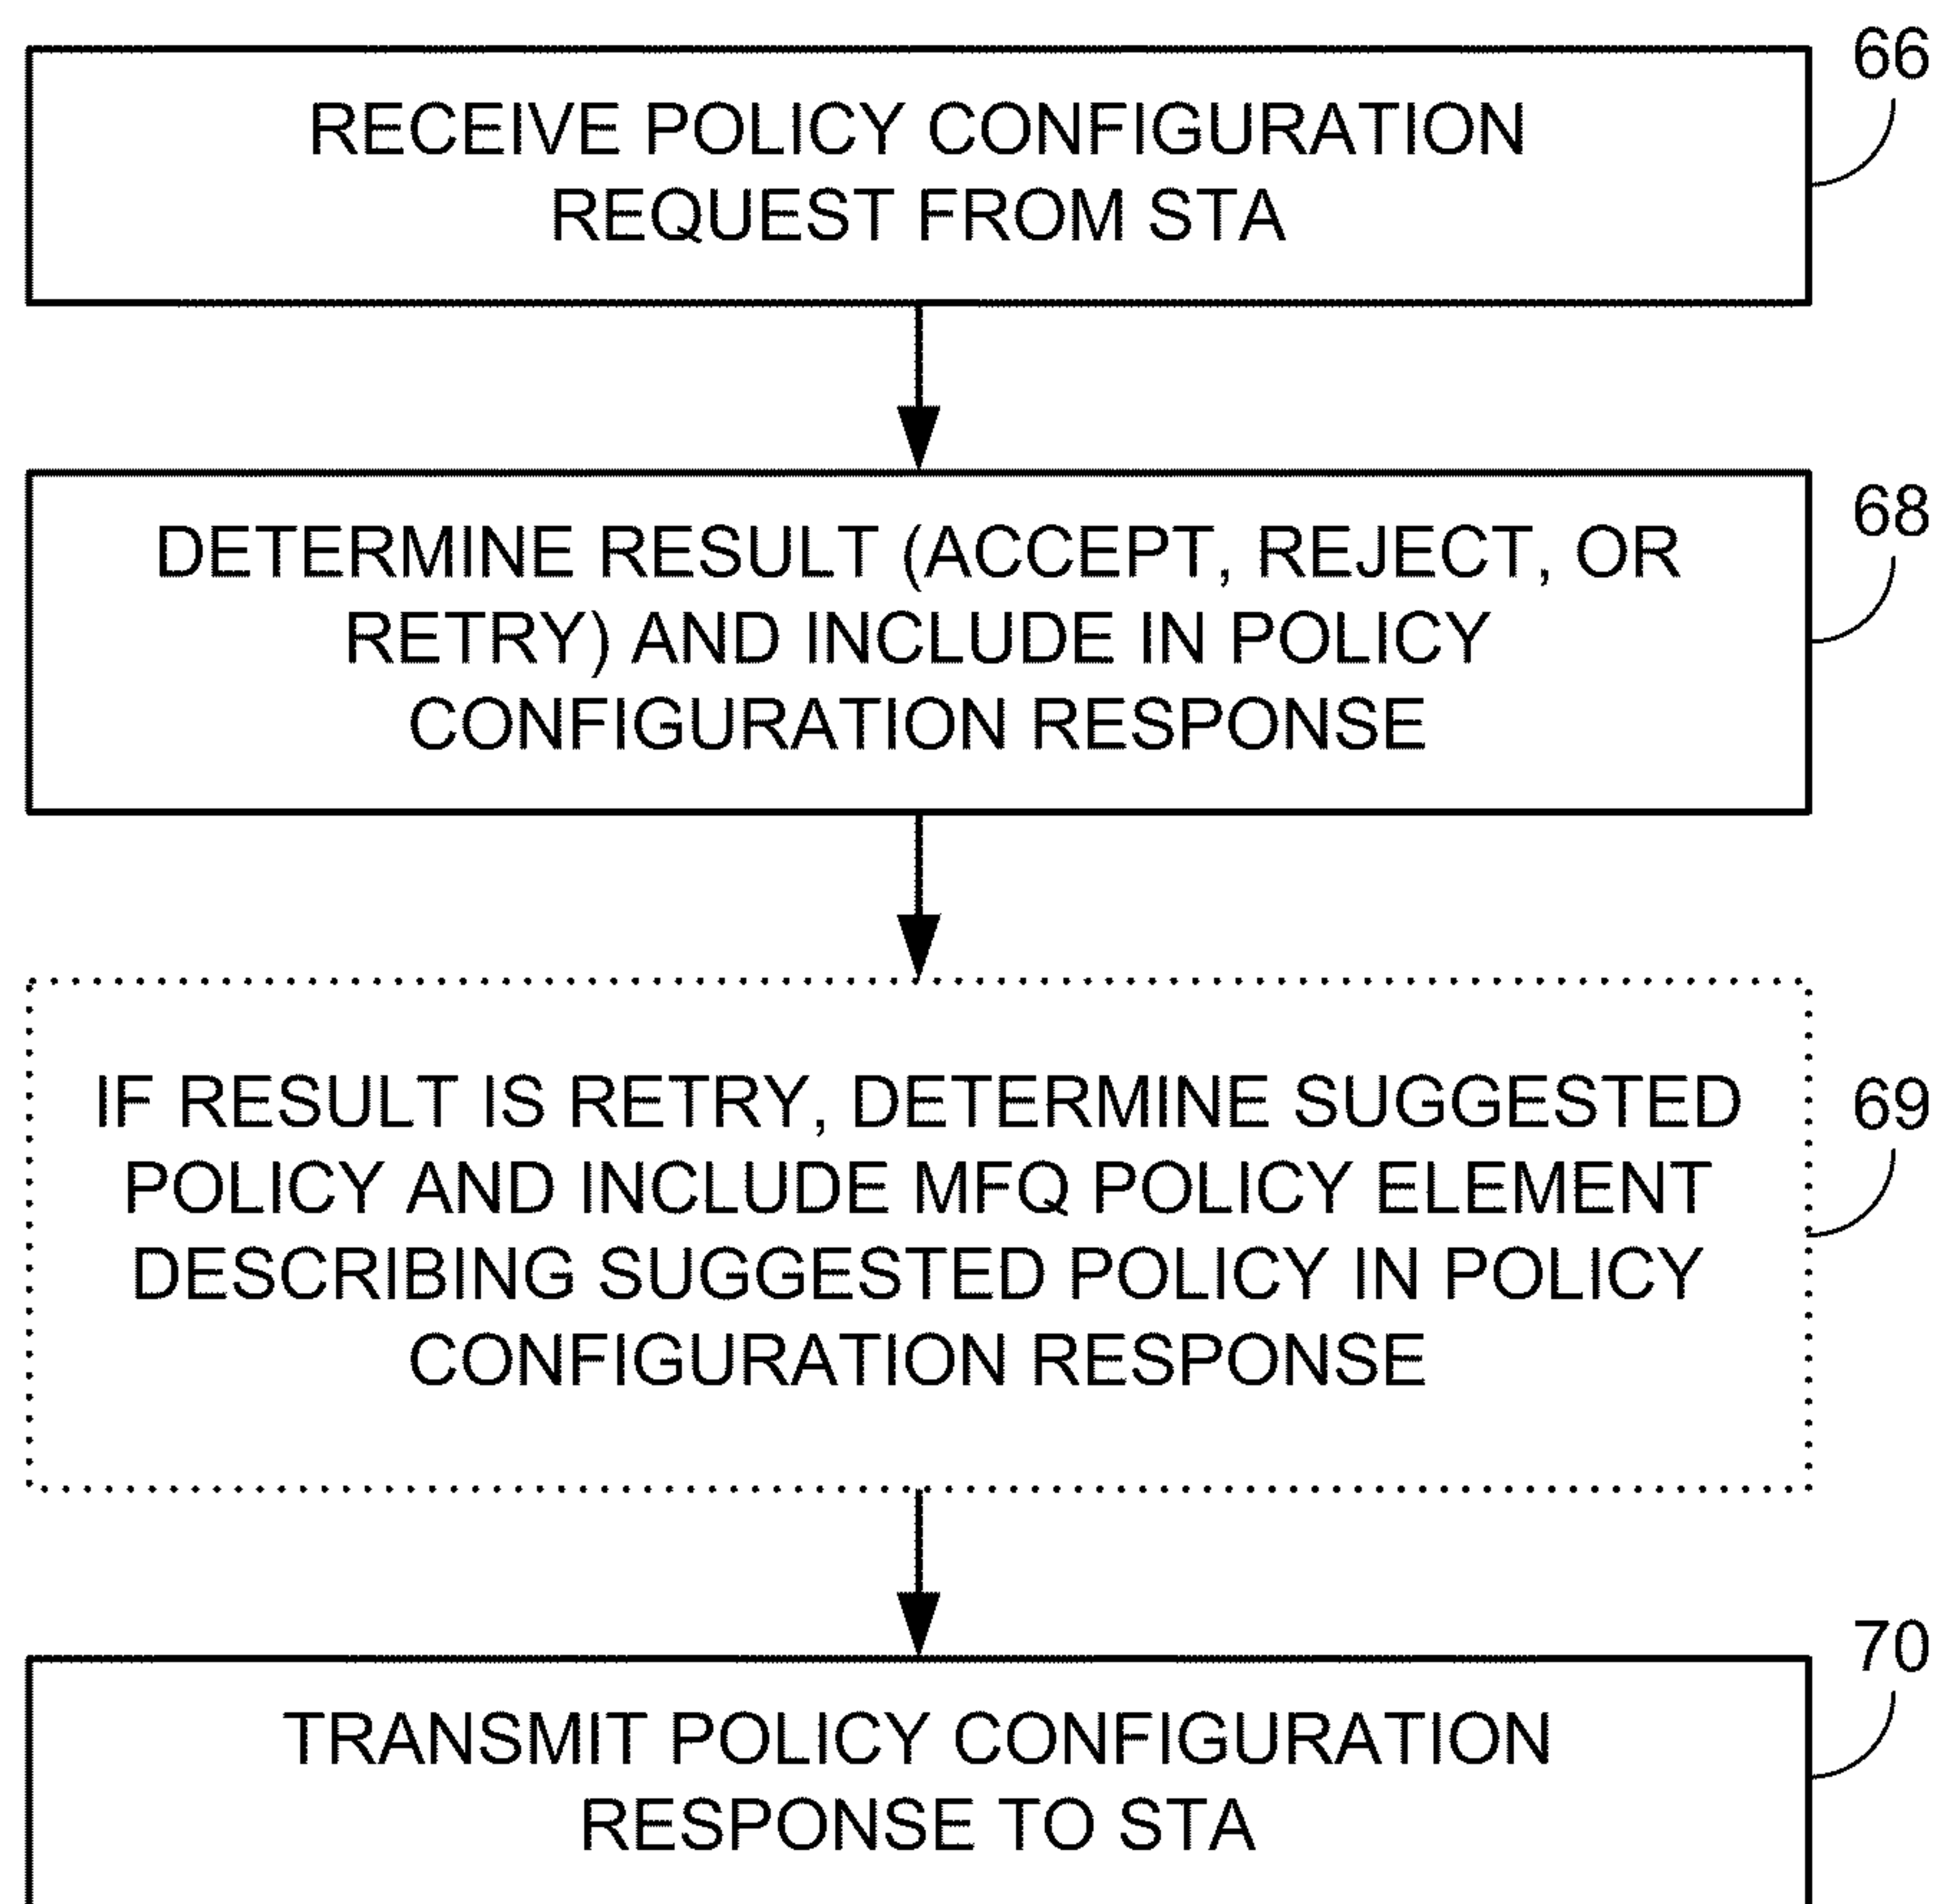 66
RECEIVE POLICY CONFIGURATION
REQUEST FROM STA
68
DETERMINE RESULT (ACCEPT, REJECT, OR
RETRY) AND INCLUDE IN POLICY
CONFIGURATION RESPONSE
69
IF RESULT IS RETRY, DETERMINE SUGGESTED
POLICY AND INCLUDE MFQ POLICY ELEMENT
DESCRIBING SUGGESTED POLICY IN POLICY
CONFIGURATION RESPONSE
70
TRANSMIT POLICY CONFIGURATION
RESPONSE TO STA